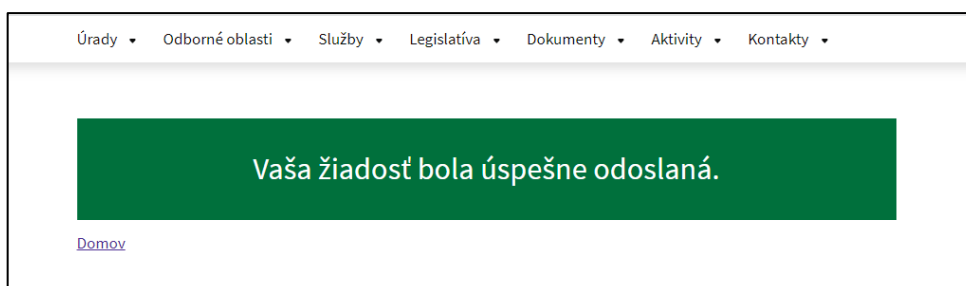 Úrady Odborné oblasti Služby Legislatíva Dokumenty Aktivity Kontakty
Vaša žiadosť bola úspešne odoslaná.
Domov